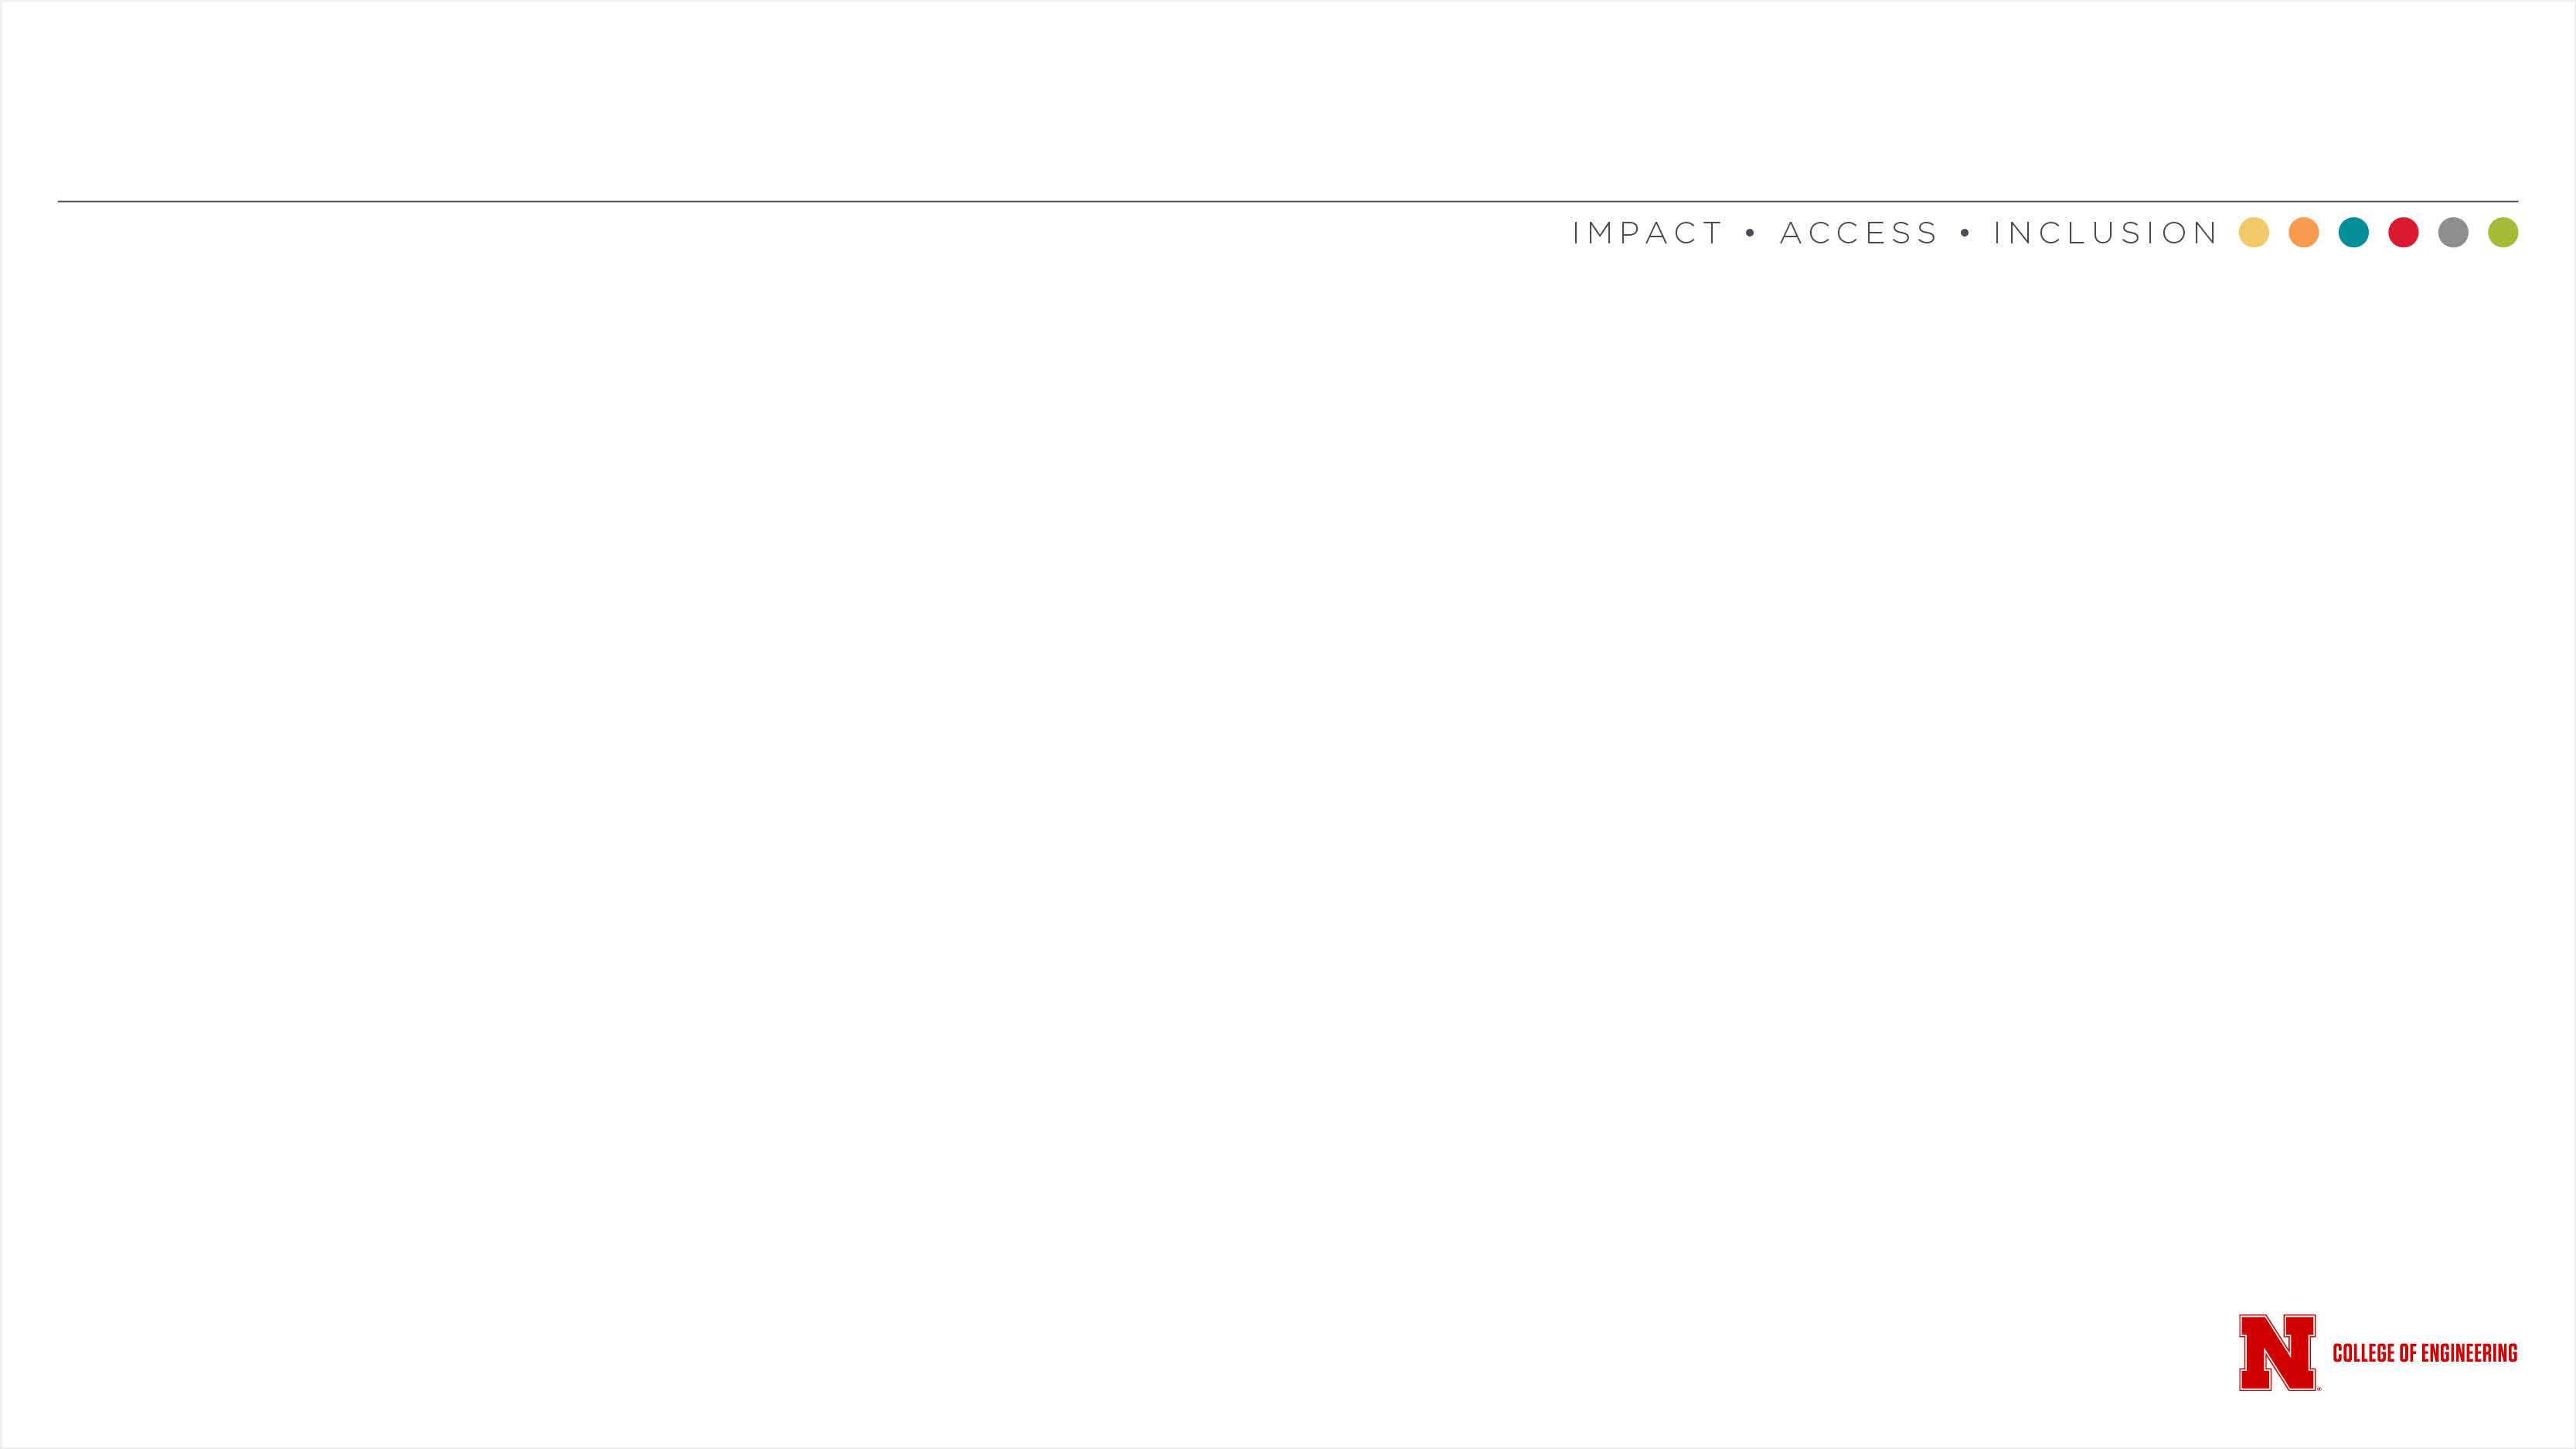 IMPACT • ACCESS • INCLUSION
N COLLEGE OF ENGINEERING